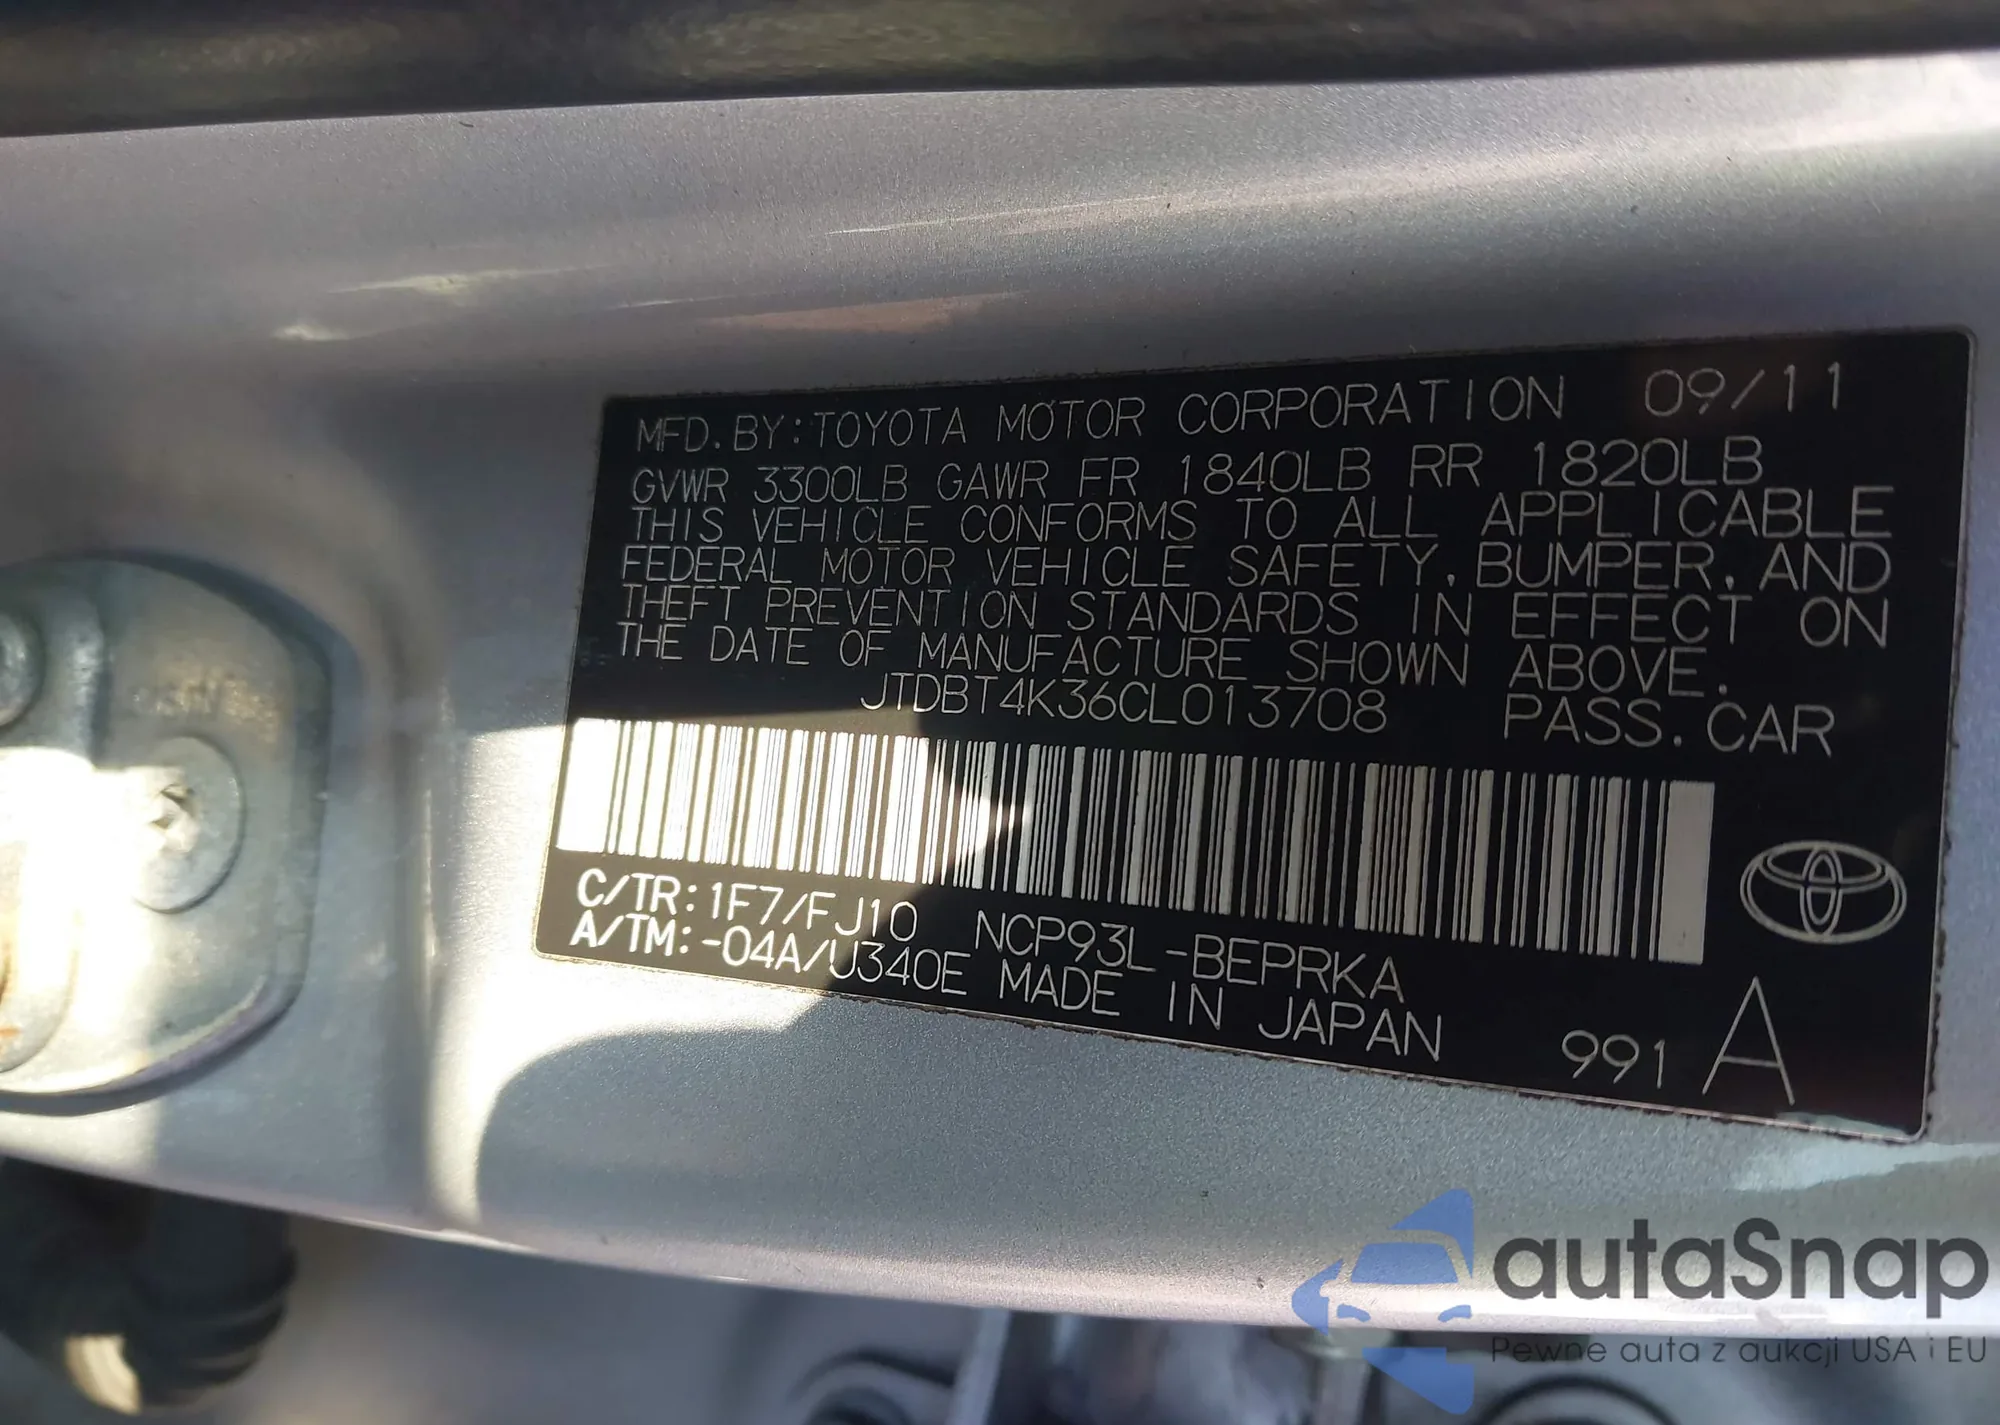 MFD. BY: TOYOTA MOTOR CORPORATION 09/11
GVWR 3300LB GAWR FR 1840LB RR 1820LB
THIS VEHICLE CONFORMS TO ALL APPLICABLE
FEDERAL MOTOR VEHICLE SAFETY, BUMPER, AND
THEFT PREVENTION STANDARDS IN EFFECT ON
THE DATE OF MANUFACTURE SHOWN ABOVE.
JTDBT4K36CL013708 PASS. CAR
C/TR: 1F7/FJ10 NCP93L-BEPRKA
A/TM: -04A/U340E MADE IN JAPAN
991 A
autaSnap
Pewne auta z aukcji USA i EU